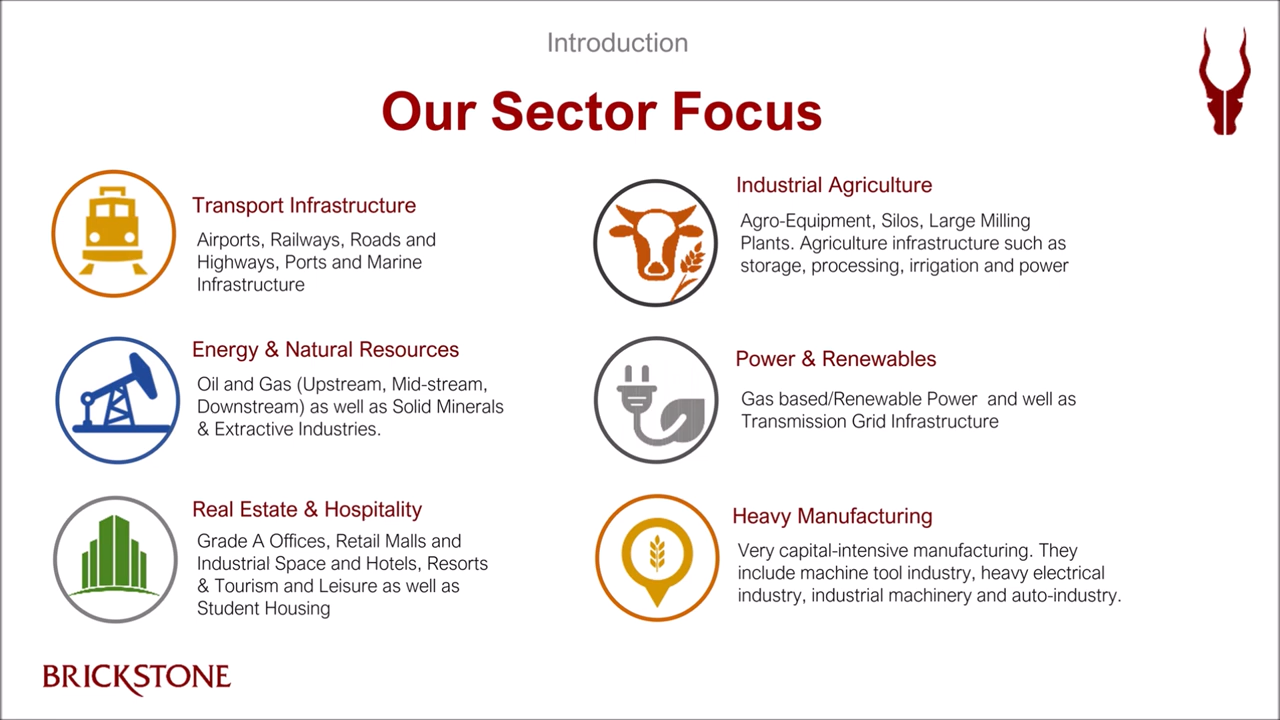 Introduction
Our Sector Focus
Transport Infrastructure
Airports, Railways, Roads and
Highways, Ports and Marine
Infrastructure
Energy & Natural Resources
Oil and Gas (Upstream, Mid-stream,
Downstream) as well as Solid Minerals
& Extractive Industries.
Real Estate & Hospitality
Grade A Offices, Retail Malls and
Industrial Space and Hotels, Resorts
& Tourism and Leisure as well as
Student Housing
Industrial Agriculture
Agro-Equipment, Silos, Large Milling
Plants. Agriculture infrastructure such as
storage, processing, irrigation and power
Power & Renewables
Gas based/Renewable Power and well as
Transmission Grid Infrastructure
Heavy Manufacturing
Very capital-intensive manufacturing. They
include machine tool industry, heavy electrical
industry, industrial machinery and auto-industry.
BRICKSTONE